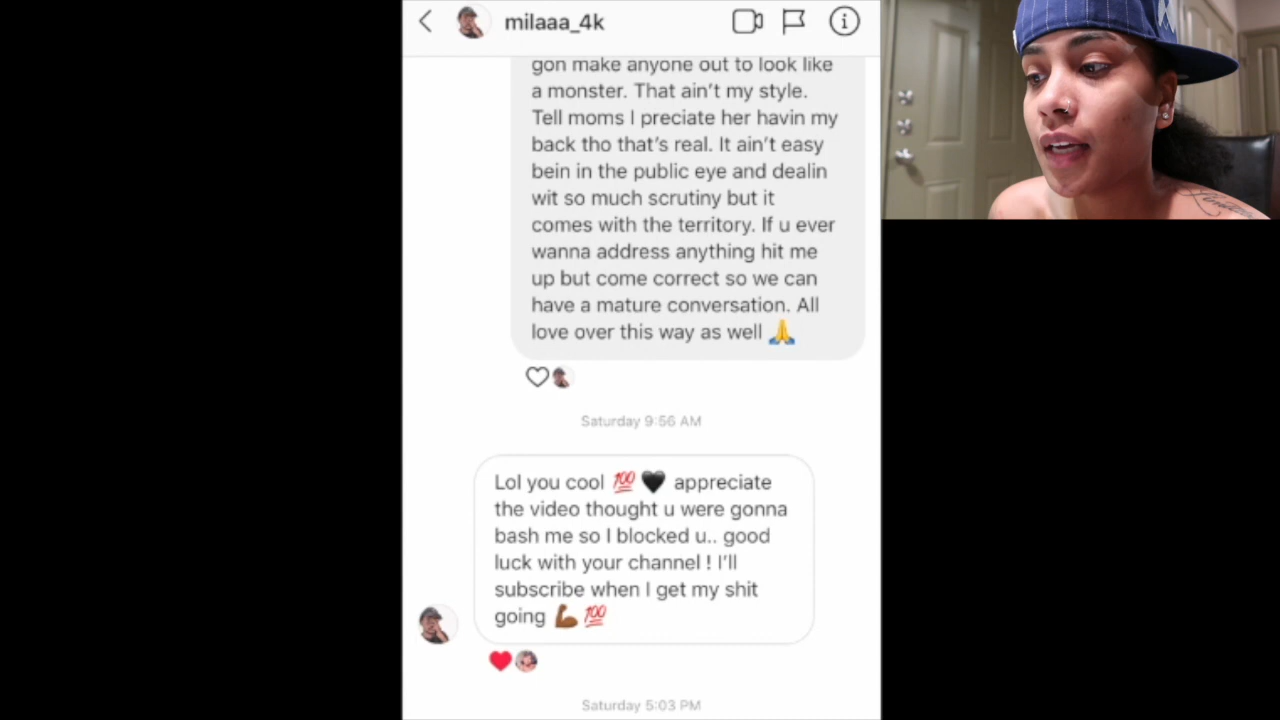 milaaa_4k
gon make anyone out to look like
a monster. That ain't my style.
Tell moms I preciate her havin my
back tho that's real. It ain't easy
bein in the public eye and dealin
wit so much scrutiny but it
comes with the territory. If u ever
wanna address anything hit me
up but come correct so we can
have a mature conversation. All
love over this way as well 🙏
Saturday 9:56 AM
Lol you cool 💯🖤 appreciate
the video thought u were gonna
bash me so I blocked u.. good
luck with your channel ! I'll
subscribe when I get my shit
going 💪🏾💯
Saturday 5:03 PM